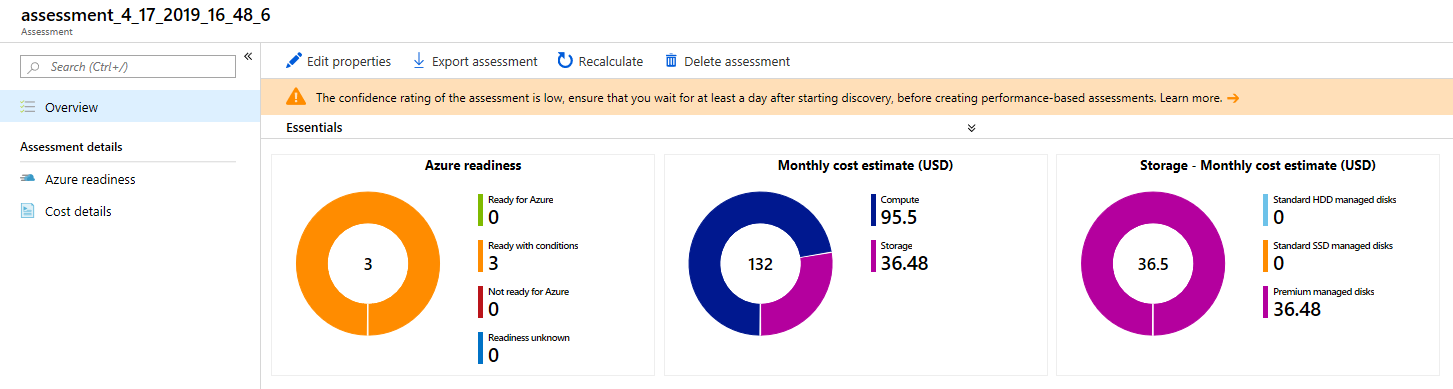 assessment_4_17_2019_16_48_6
Assessment
Search (Ctrl+/)
«
Overview
Assessment details
Azure readiness
Cost details
Edit properties
Export assessment
Recalculate
Delete assessment
The confidence rating of the assessment is low, ensure that you wait for at least a day after starting discovery, before creating performance-based assessments. Learn more. →
Essentials
Azure readiness
3
Ready for Azure
0
Ready with conditions
3
Not ready for Azure
0
Readiness unknown
0
Monthly cost estimate (USD)
132
Compute
95.5
Storage
36.48
Storage - Monthly cost estimate (USD)
36.5
Standard HDD managed disks
0
Standard SSD managed disks
0
Premium managed disks
36.48